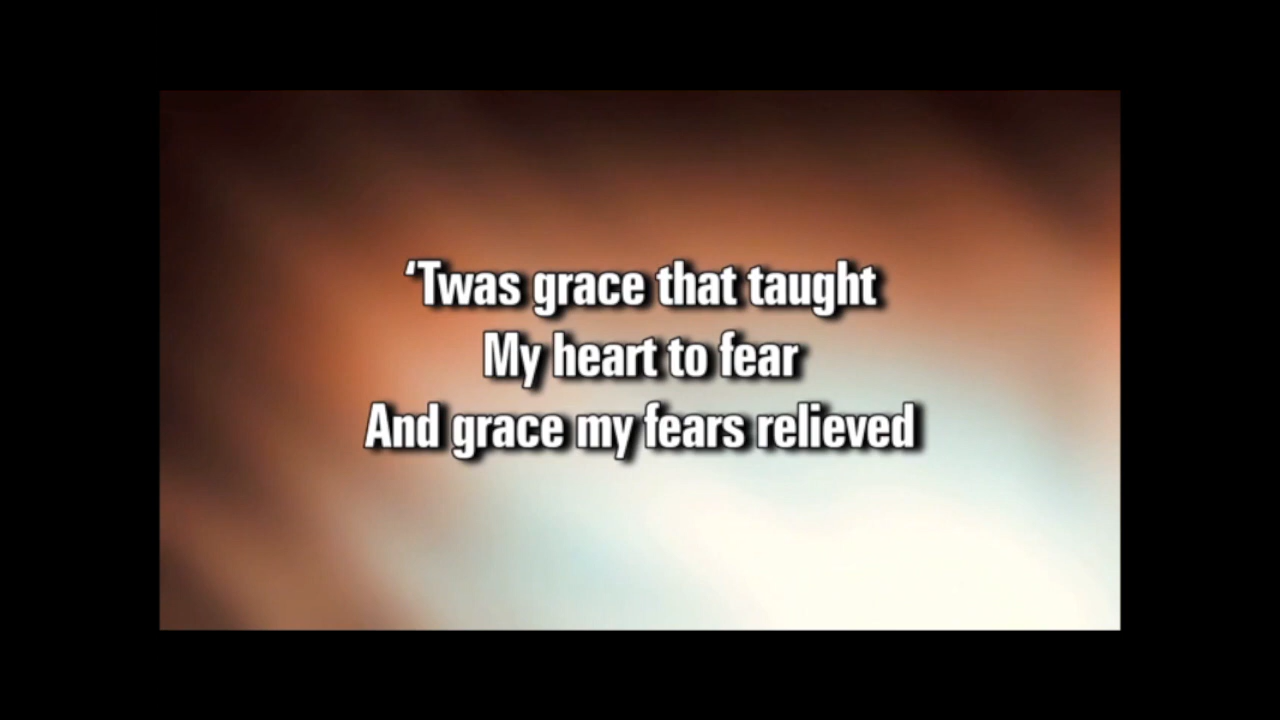 ‘Twas grace that taught
My heart to fear
And grace my fears relieved